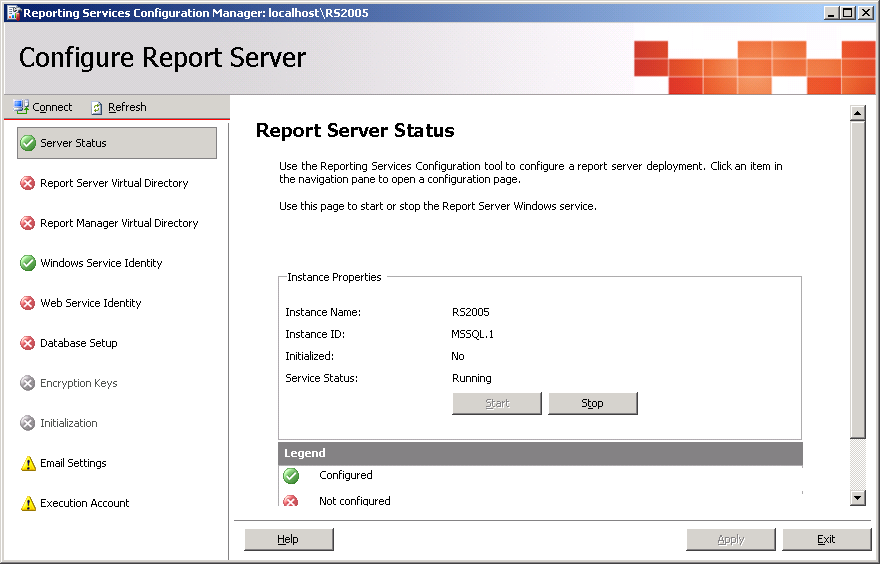 Reporting Services Configuration Manager: localhost\RS2005
Configure Report Server
Connect
Refresh
Server Status
Report Server Virtual Directory
Report Manager Virtual Directory
Windows Service Identity
Web Service Identity
Database Setup
Encryption Keys
Initialization
Email Settings
Execution Account
Report Server Status
Use the Reporting Services Configuration tool to configure a report server deployment. Click an item in
the navigation pane to open a configuration page.
Use this page to start or stop the Report Server Windows service.
Instance Properties
Instance Name: RS2005
Instance ID: MSSQL.1
Initialized: No
Service Status: Running
Start
Stop
Legend
Configured
Not configured
Help
Apply
Exit